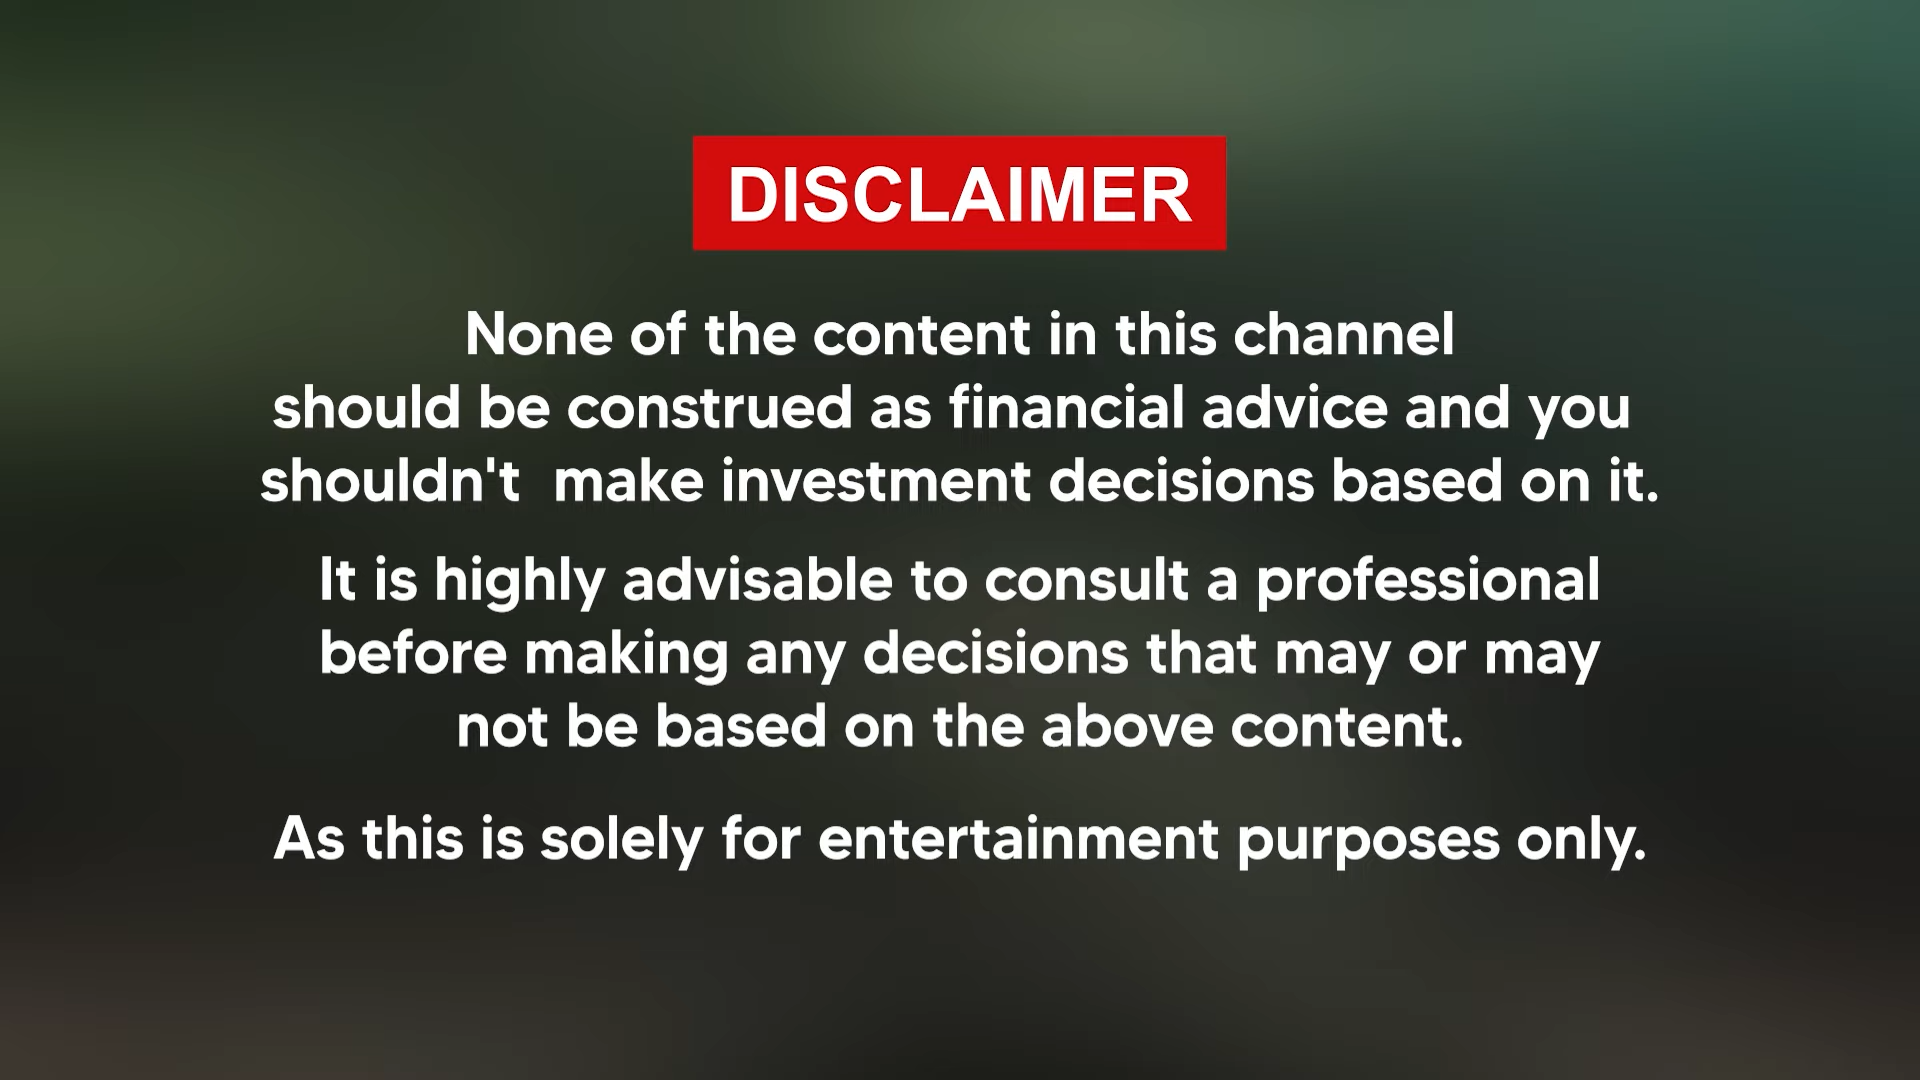 DISCLAIMER
None of the content in this channel
should be construed as financial advice and you
shouldn't  make investment decisions based on it.
It is highly advisable to consult a professional
before making any decisions that may or may
not be based on the above content.
As this is solely for entertainment purposes only.